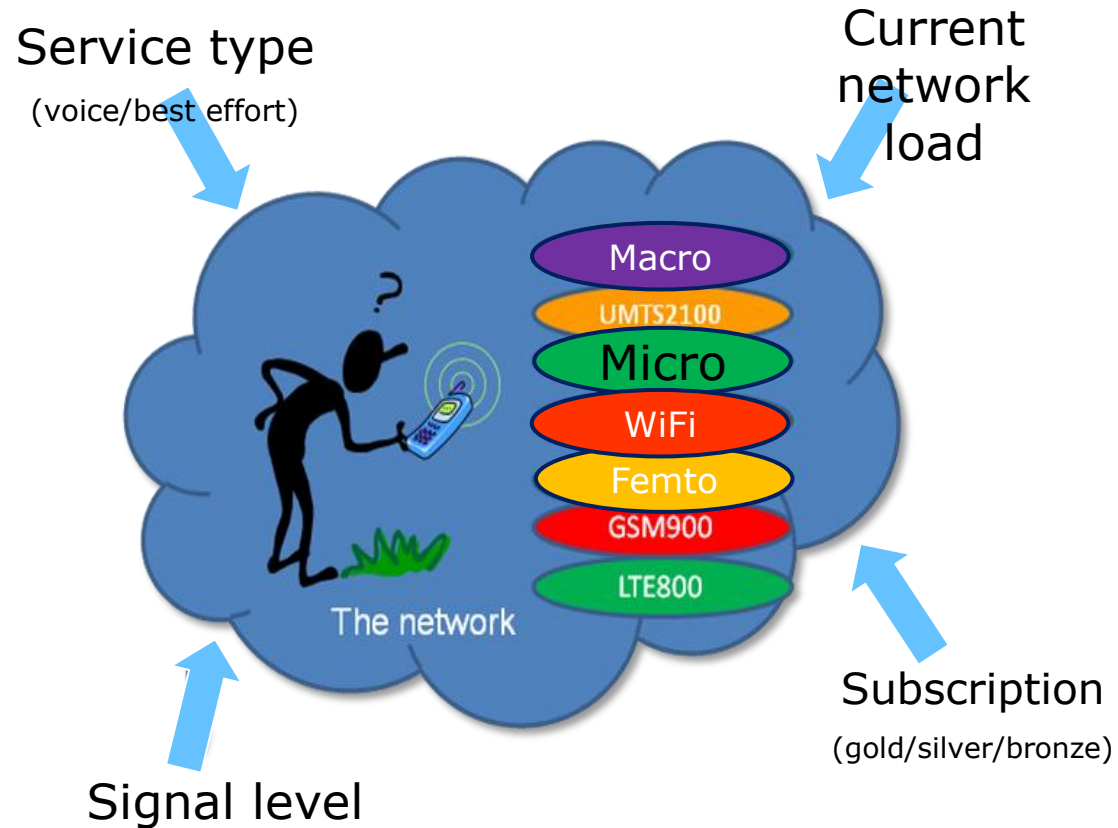 Service type
(voice/best effort)
Current
network
load
Macro
UMTS2100
Micro
WiFi
Femto
GSM900
LTE800
?
The network
Subscription
(gold/silver/bronze)
Signal level